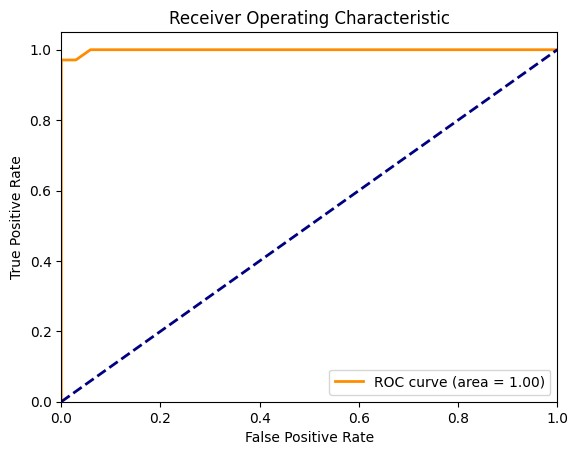 Receiver Operating Characteristic
True Positive Rate
1.0
0.8
0.6
0.4
0.2
0.0
ROC curve (area = 1.00)
0.0 0.2 0.4 0.6 0.8 1.0
False Positive Rate